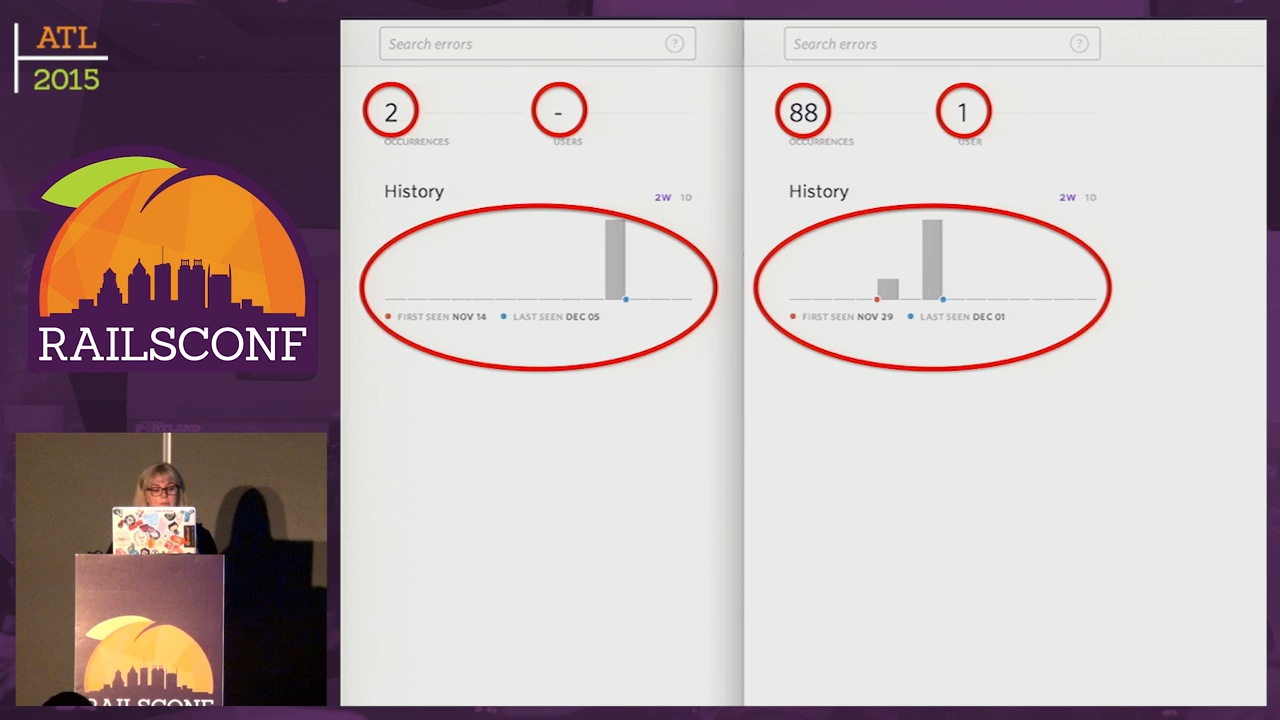 ATL
2015
RAILSCONF
Search errors ?
2 -
OCCURRENCES USERS
History
2W 1D
FIRST SEEN NOV 14 LAST SEEN DEC 05
Search errors ?
88 1
OCCURRENCES USER
History
2W 1D
FIRST SEEN NOV 29 LAST SEEN DEC 01
RAILSCONF